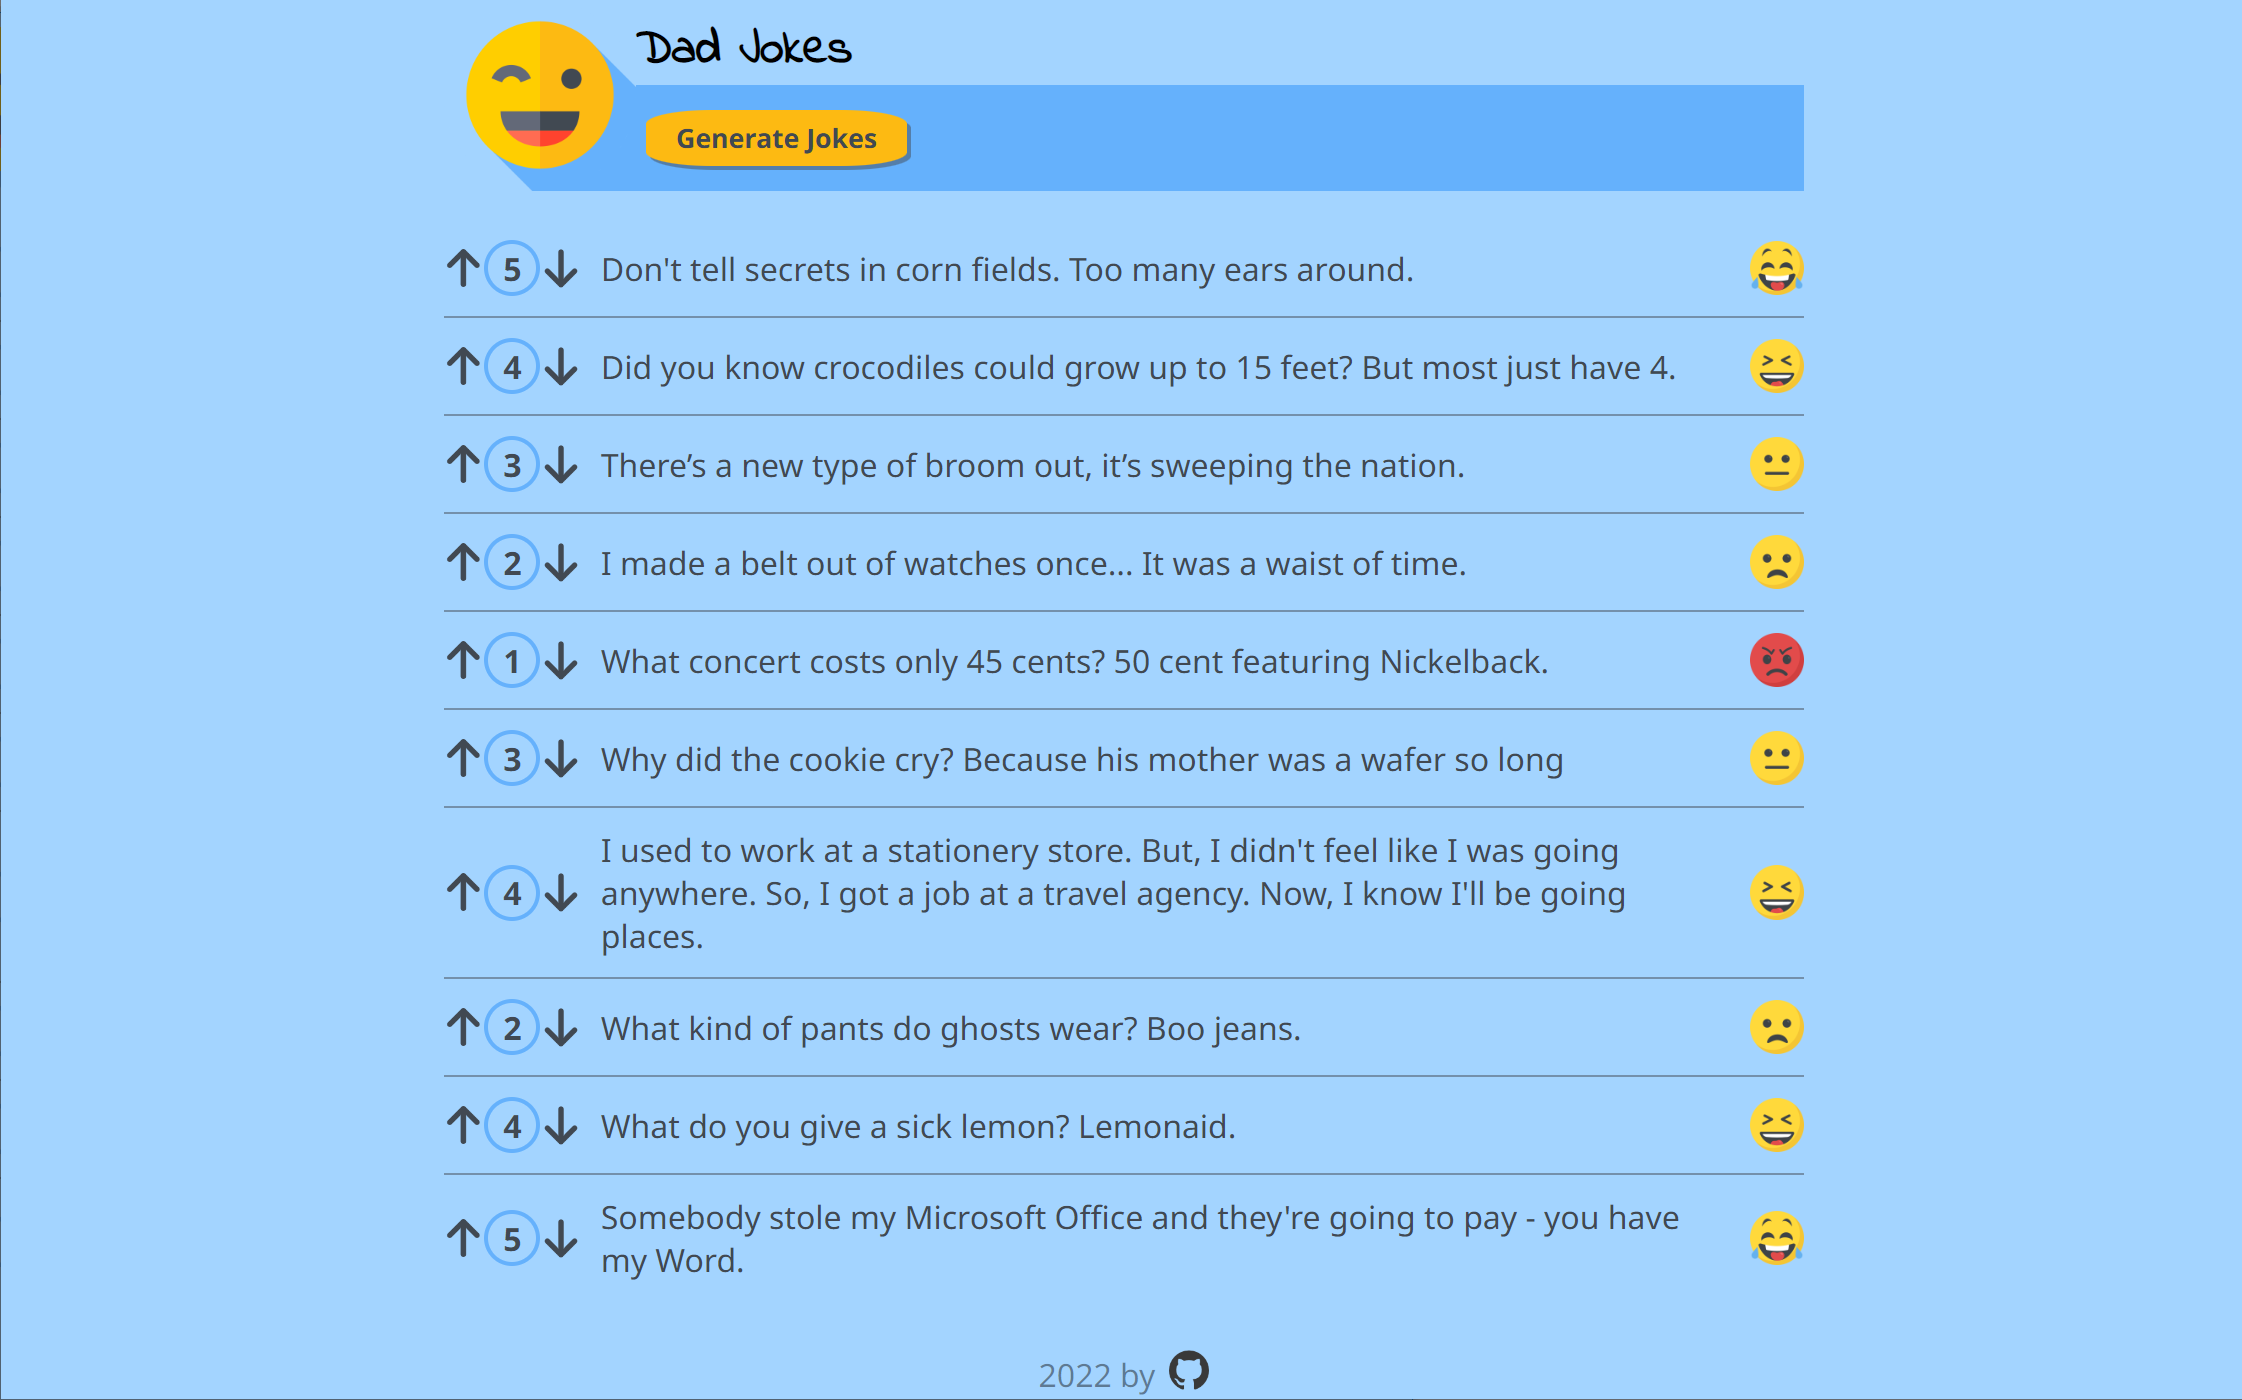 Dad Jokes
Generate Jokes
5 Don't tell secrets in corn fields. Too many ears around.
4 Did you know crocodiles could grow up to 15 feet? But most just have 4.
3 There’s a new type of broom out, it’s sweeping the nation.
2 I made a belt out of watches once... It was a waist of time.
1 What concert costs only 45 cents? 50 cent featuring Nickelback.
3 Why did the cookie cry? Because his mother was a wafer so long
I used to work at a stationery store. But, I didn't feel like I was going
4 anywhere. So, I got a job at a travel agency. Now, I know I'll be going
places.
2 What kind of pants do ghosts wear? Boo jeans.
4 What do you give a sick lemon? Lemonaid.
5 Somebody stole my Microsoft Office and they're going to pay - you have
my Word.
2022 by